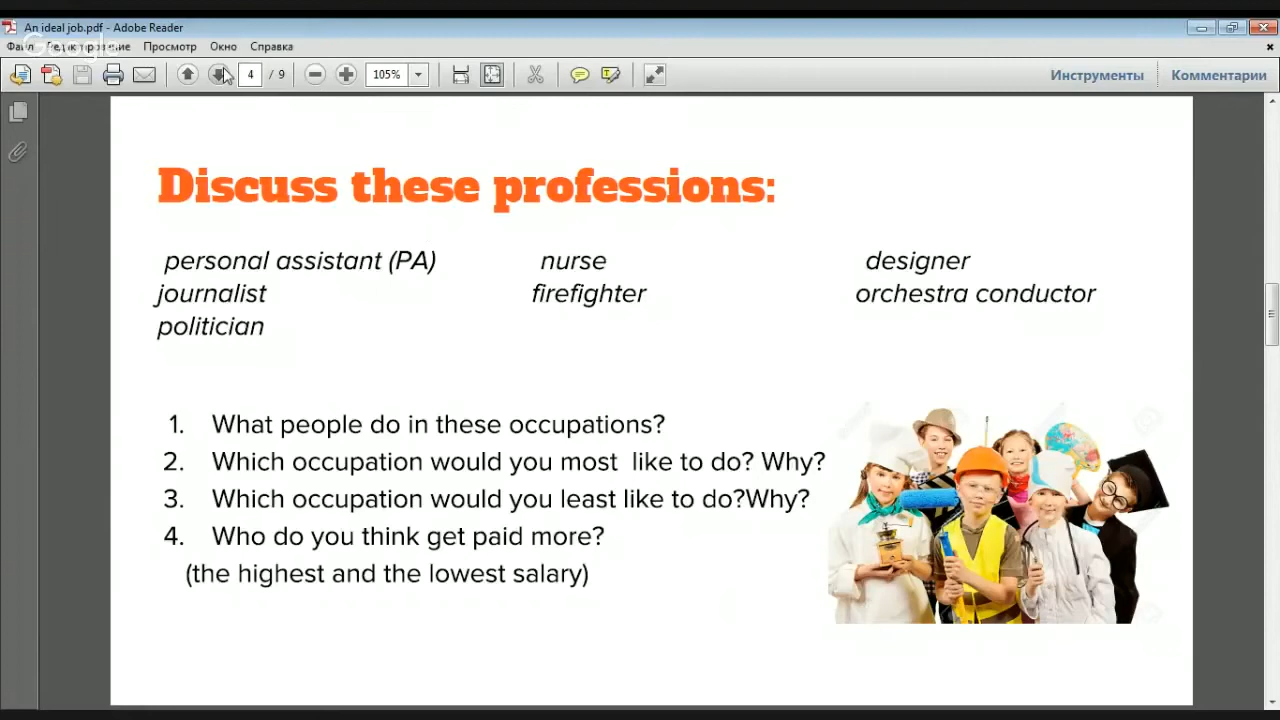 An ideal job.pdf - Adobe Reader
Файл Редактирование Просмотр Окно Справка
Google
4 / 9 105% Инструменты Комментарии
Discuss these professions:
personal assistant (PA) nurse designer
journalist firefighter orchestra conductor
politician
1. What people do in these occupations?
2. Which occupation would you most like to do? Why?
3. Which occupation would you least like to do?Why?
4. Who do you think get paid more?
(the highest and the lowest salary)